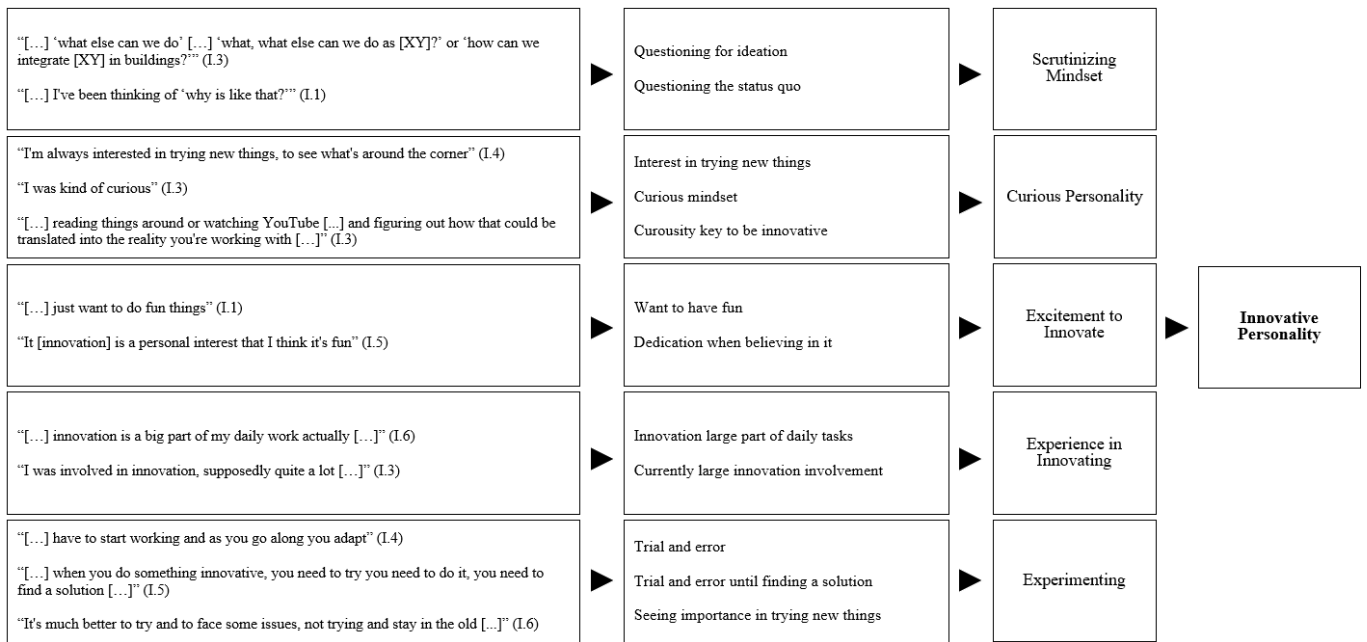 “[…] ‘what else can we do’ […] ‘what, what else can we do as [XY]?’ or ‘how can we
integrate [XY] in buildings?’” (I.3)
“[…] I've been thinking of ‘why is like that?’” (I.1)
Questioning for ideation
Questioning the status quo
Scrutinizing
Mindset
“I'm always interested in trying new things, to see what's around the corner” (I.4)
“I was kind of curious” (I.3)
“[…] reading things around or watching YouTube [...] and figuring out how that could be
translated into the reality you're working with […]” (I.3)
Interest in trying new things
Curious mindset
Curousity key to be innovative
Curious Personality
“[…] just want to do fun things” (I.1)
“It [innovation] is a personal interest that I think it's fun” (I.5)
Want to have fun
Dedication when believing in it
Excitement to
Innovate
Innovative
Personality
“[…] innovation is a big part of my daily work actually […]” (I.6)
“I was involved in innovation, supposedly quite a lot […]” (I.3)
Innovation large part of daily tasks
Currently large innovation involvement
Experience in
Innovating
“[…] have to start working and as you go along you adapt” (I.4)
“[…] when you do something innovative, you need to try you need to do it, you need to
find a solution […]” (I.5)
“It's much better to try and to face some issues, not trying and stay in the old [...]” (I.6)
Trial and error
Trial and error until finding a solution
Seeing importance in trying new things
Experimenting